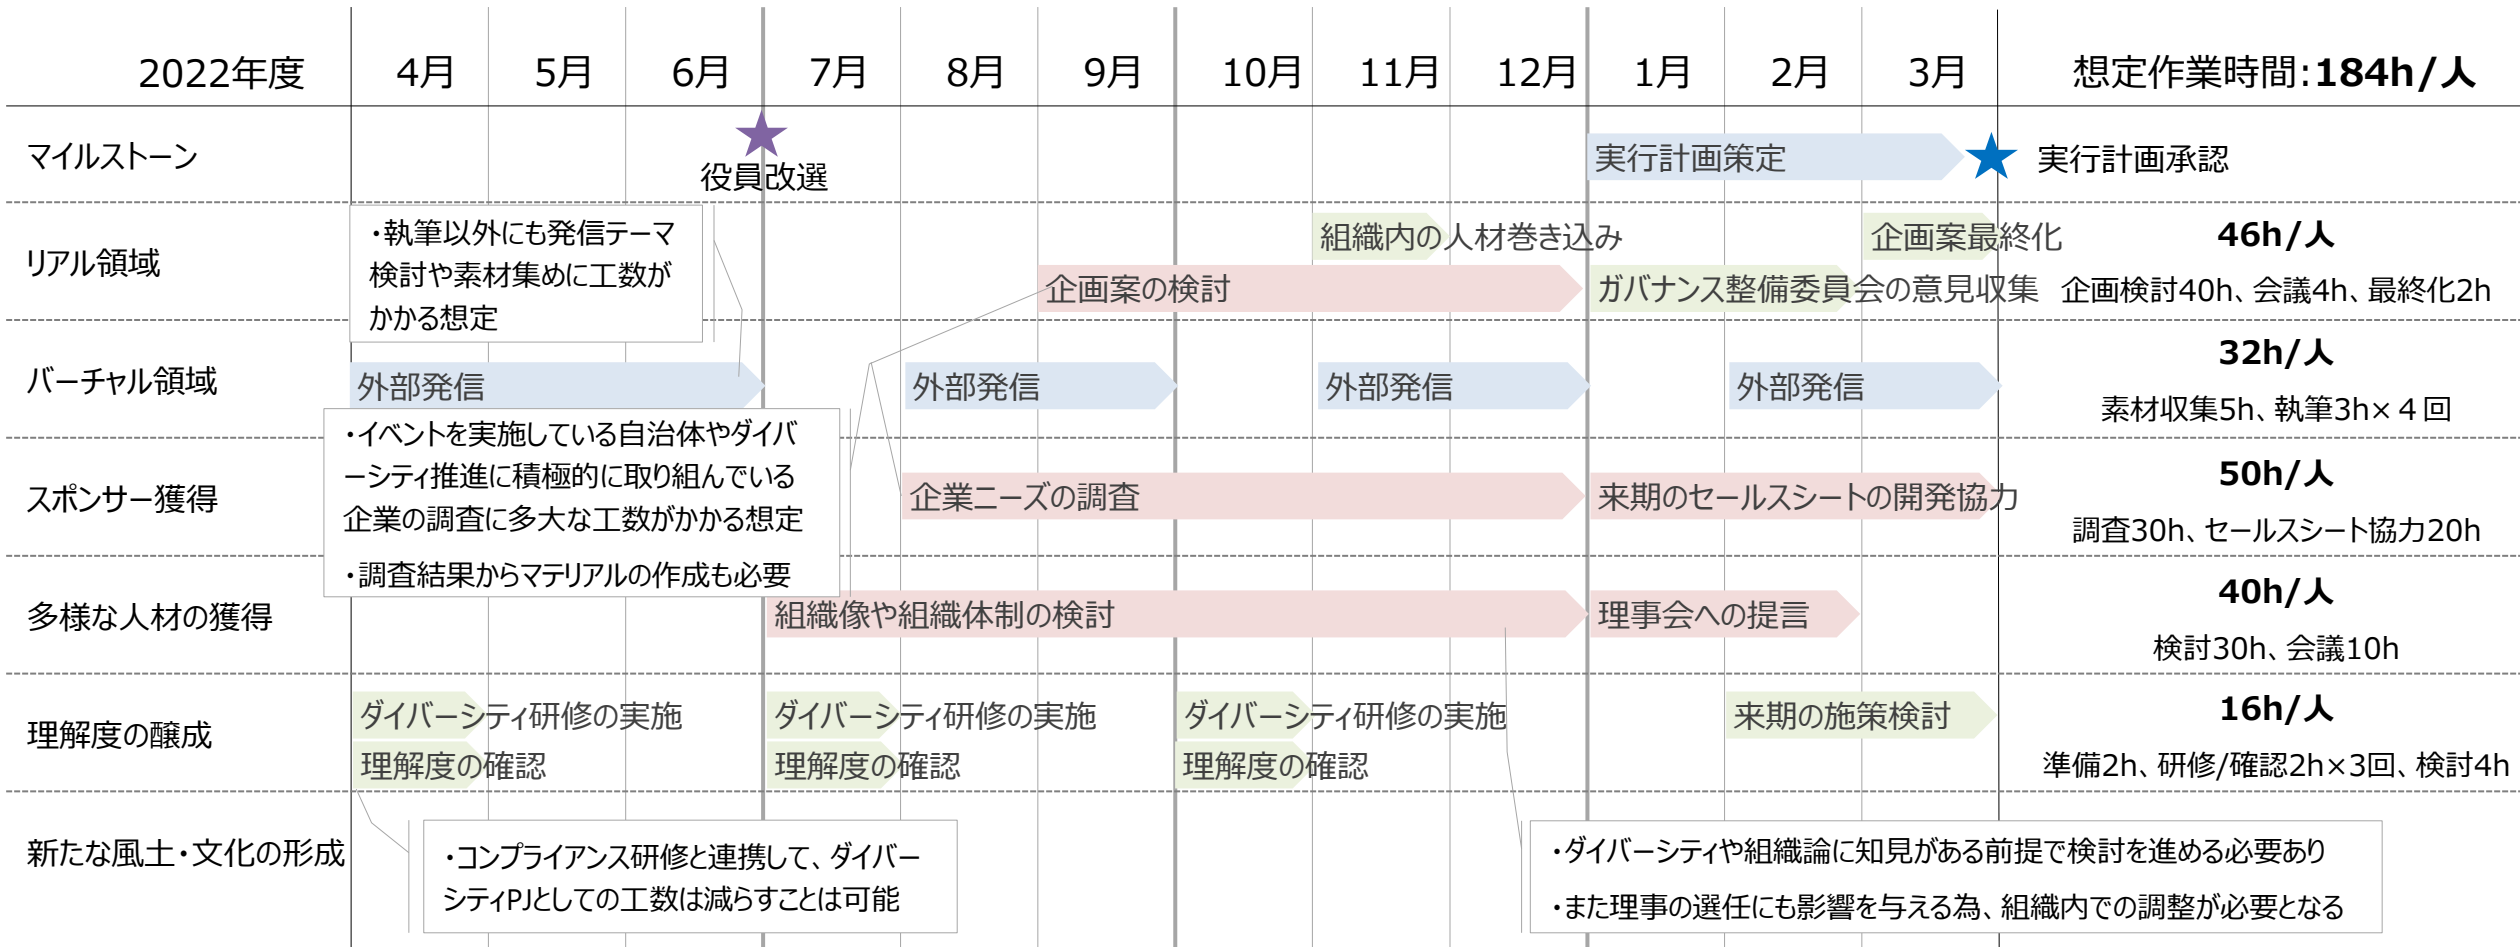 2022年度 4月 5月 6月 7月 8月 9月 10月 11月 12月 1月 2月 3月 想定作業時間:184h/人
マイルストーン
役員改選
実行計画策定
実行計画承認
リアル領域
・執筆以外にも発信テーマ
検討や素材集めに工数が
かかる想定
組織内の人材巻き込み
企画案最終化
企画案の検討
ガバナンス整備委員会の意見収集
46h/人
企画検討40h、会議4h、最終化2h
バーチャル領域
外部発信
外部発信
外部発信
外部発信
32h/人
素材収集5h、執筆3h×４回
・イベントを実施している自治体やダイバ
ーシティ推進に積極的に取り組んでいる
企業の調査に多大な工数がかかる想定
・調査結果からマテリアルの作成も必要
スポンサー獲得
企業ニーズの調査
来期のセールスシートの開発協力
50h/人
調査30h、セールスシート協力20h
多様な人材の獲得
組織像や組織体制の検討
理事会への提言
40h/人
検討30h、会議10h
理解度の醸成
ダイバーシティ研修の実施
ダイバーシティ研修の実施
ダイバーシティ研修の実施
来期の施策検討
理解度の確認
理解度の確認
理解度の確認
16h/人
準備2h、研修/確認2h×3回、検討4h
新たな風土・文化の形成
・コンプライアンス研修と連携して、ダイバー
シティPJとしての工数は減らすことは可能
・ダイバーシティや組織論に知見がある前提で検討を進める必要あり
・また理事の選任にも影響を与える為、組織内での調整が必要となる